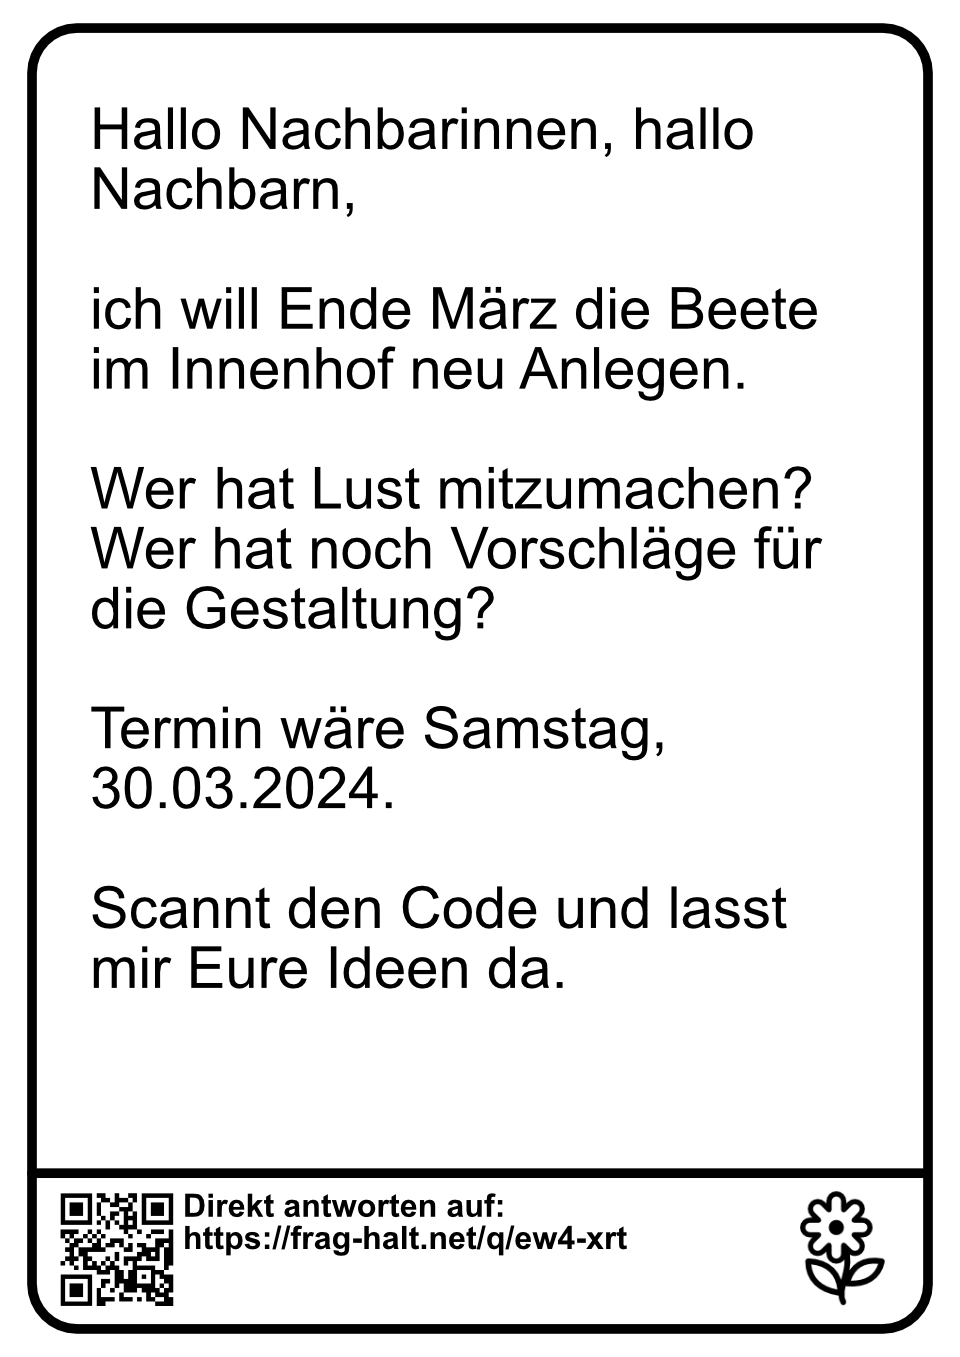 Hallo Nachbarinnen, hallo
Nachbarn,
ich will Ende März die Beete
im Innenhof neu Anlegen.
Wer hat Lust mitzumachen?
Wer hat noch Vorschläge für
die Gestaltung?
Termin wäre Samstag,
30.03.2024.
Scannt den Code und lasst
mir Eure Ideen da.
Direkt antworten auf:
https://frag-halt.net/q/ew4-xrt